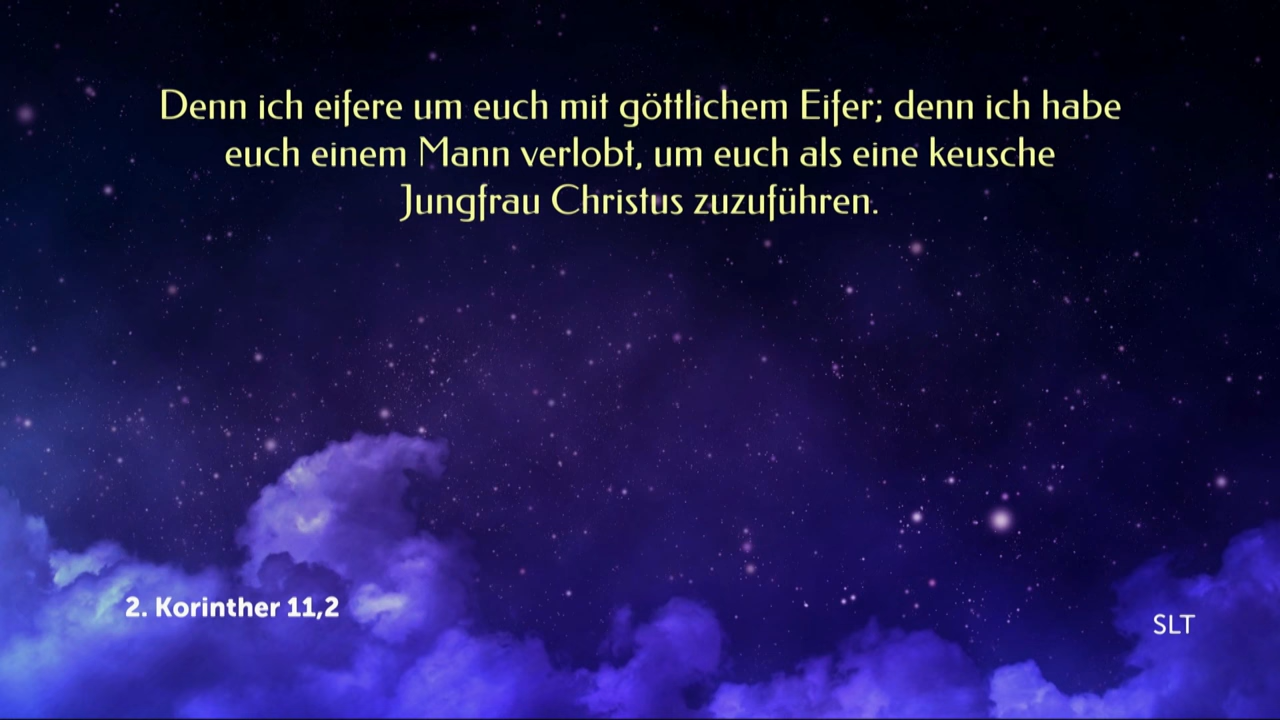 Denn ich eifere um euch mit göttlichem Eifer; denn ich habe
euch einem Mann verlobt, um euch als eine keusche
Jungfrau Christus zuzuführen.
2. Korinther 11,2
SLT